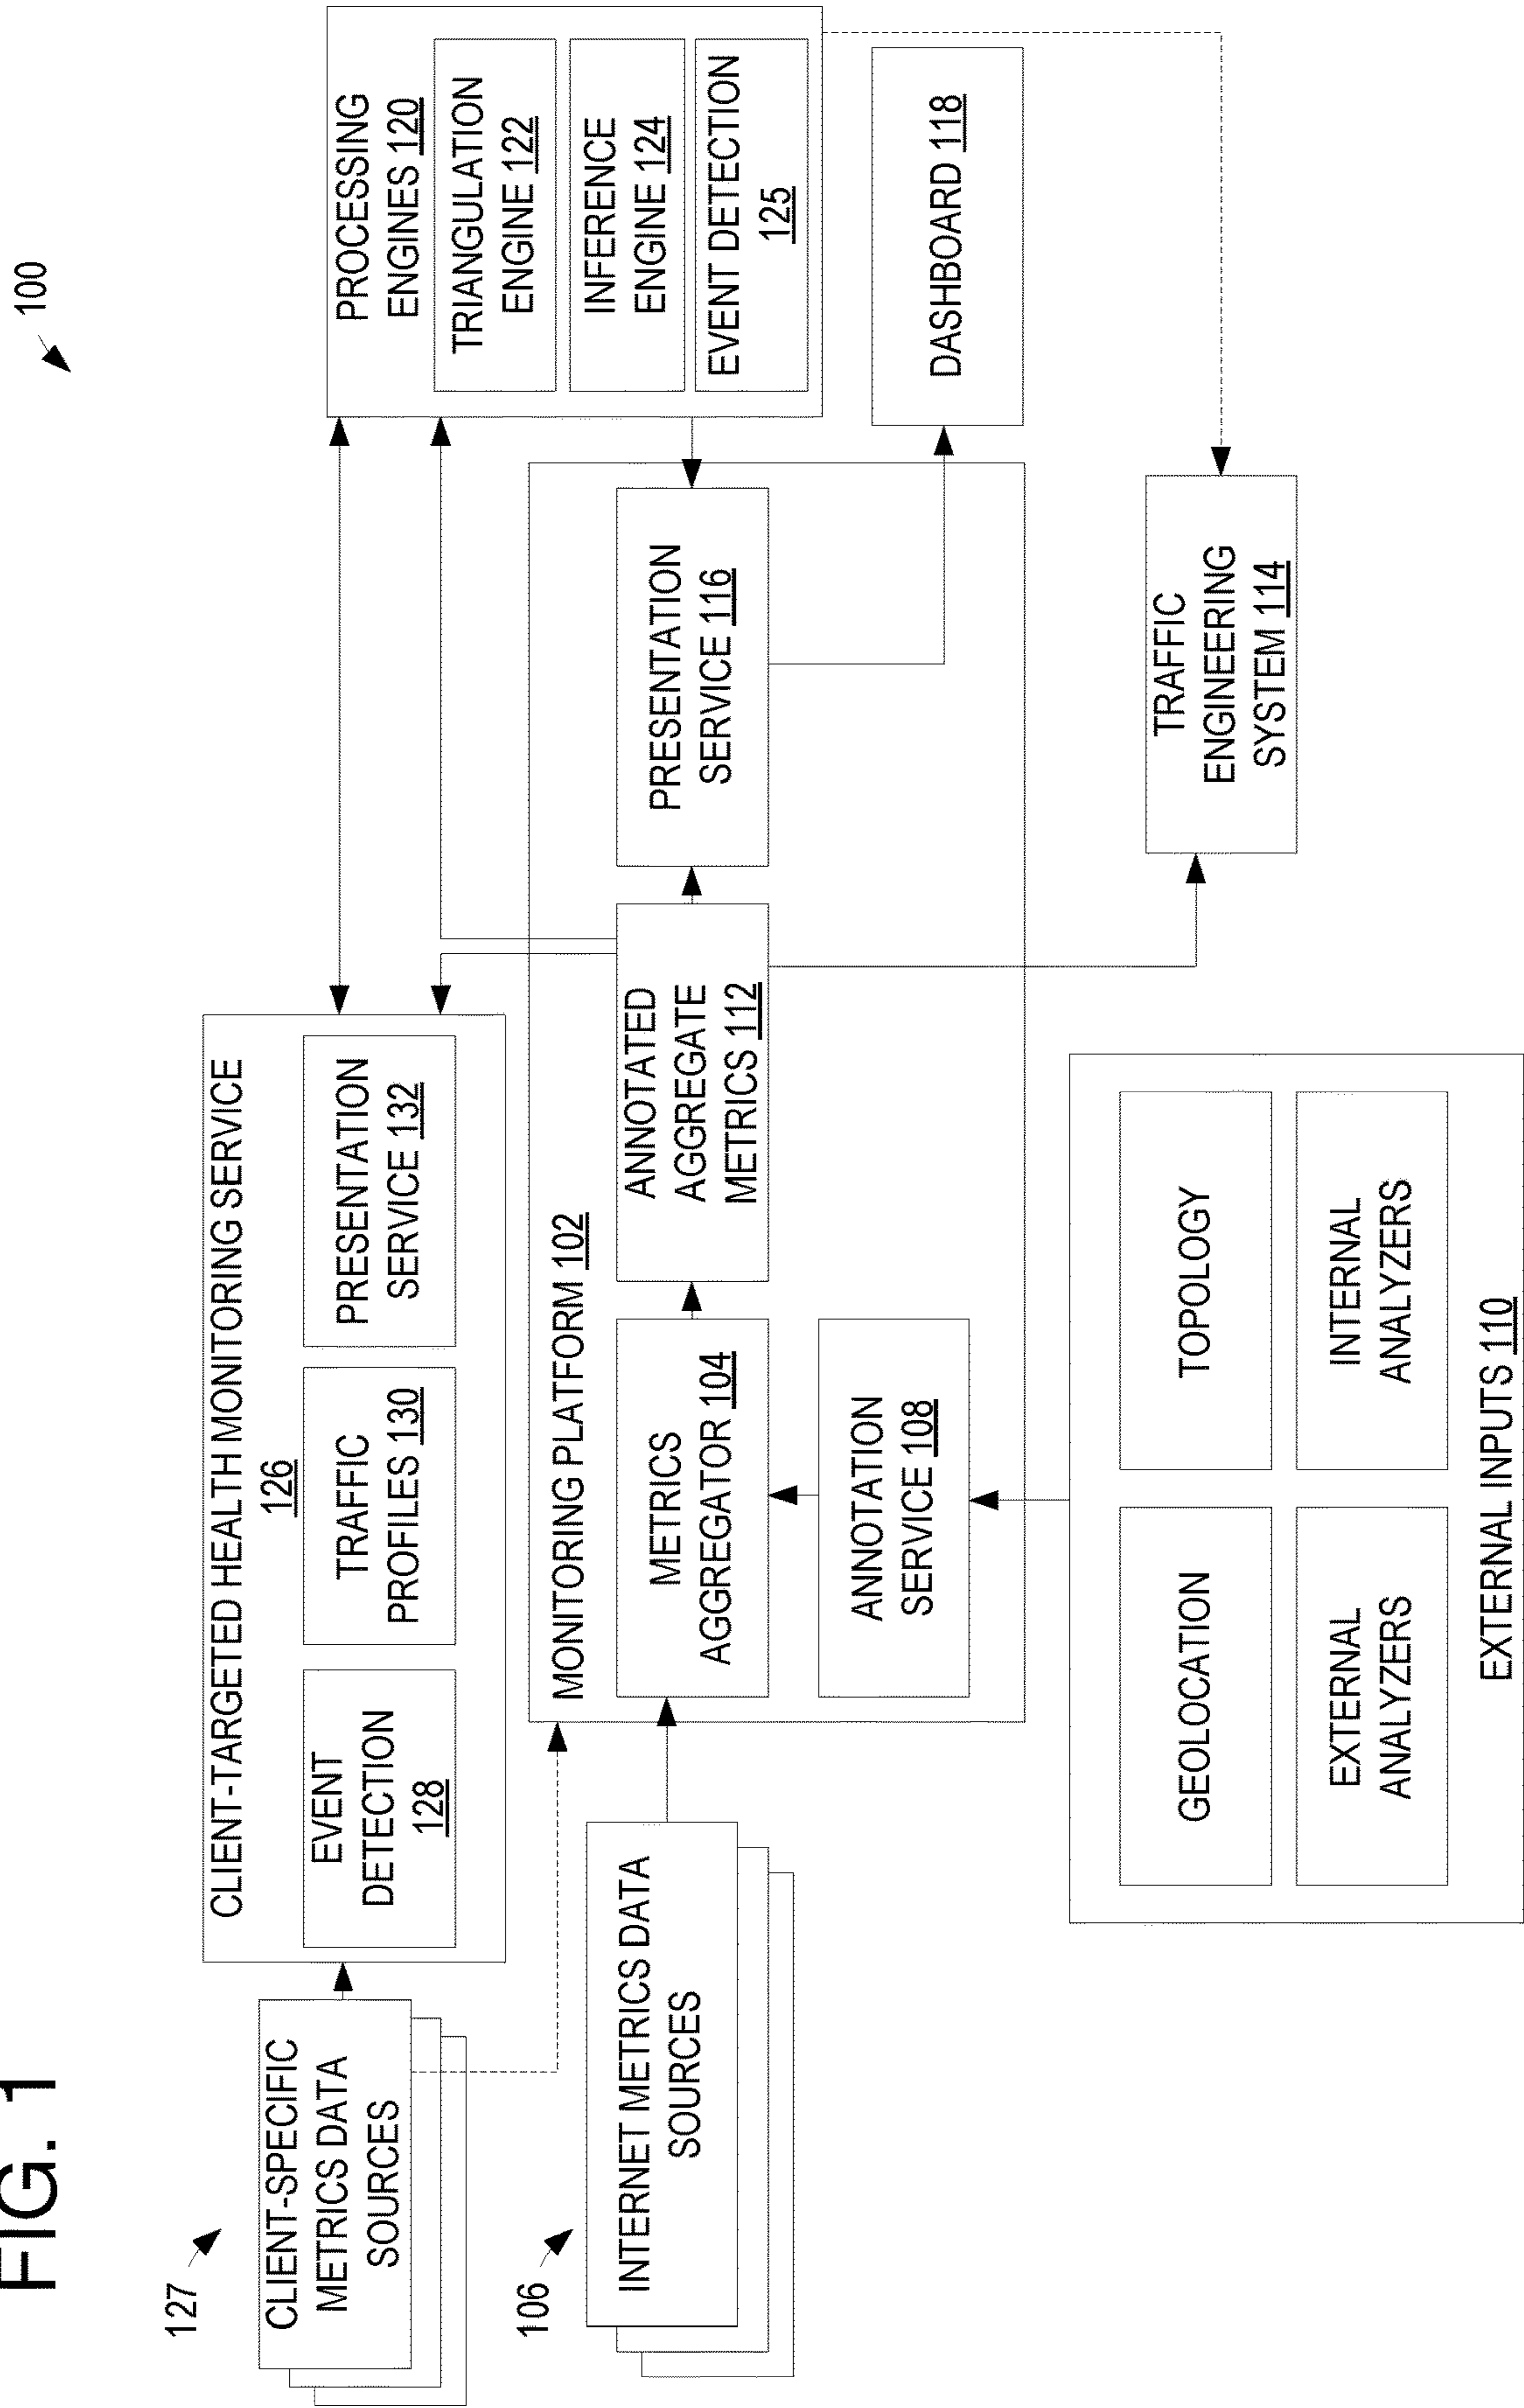 FIG. 1
100
127
CLIENT-SPECIFIC
METRICS DATA
SOURCES
CLIENT-TARGETED HEALTH MONITORING SERVICE
126
EVENT
DETECTION
128
TRAFFIC
PROFILES 130
PRESENTATION
SERVICE 132
PROCESSING
ENGINES 120
TRIANGULATION
ENGINE 122
INFERENCE
ENGINE 124
EVENT DETECTION
125
106
INTERNET METRICS DATA
SOURCES
MONITORING PLATFORM 102
METRICS
AGGREGATOR 104
ANNOTATION
SERVICE 108
ANNOTATED
AGGREGATE
METRICS 112
PRESENTATION
SERVICE 116
DASHBOARD 118
TRAFFIC
ENGINEERING
SYSTEM 114
GEOLOCATION
TOPOLOGY
EXTERNAL
ANALYZERS
INTERNAL
ANALYZERS
EXTERNAL INPUTS 110